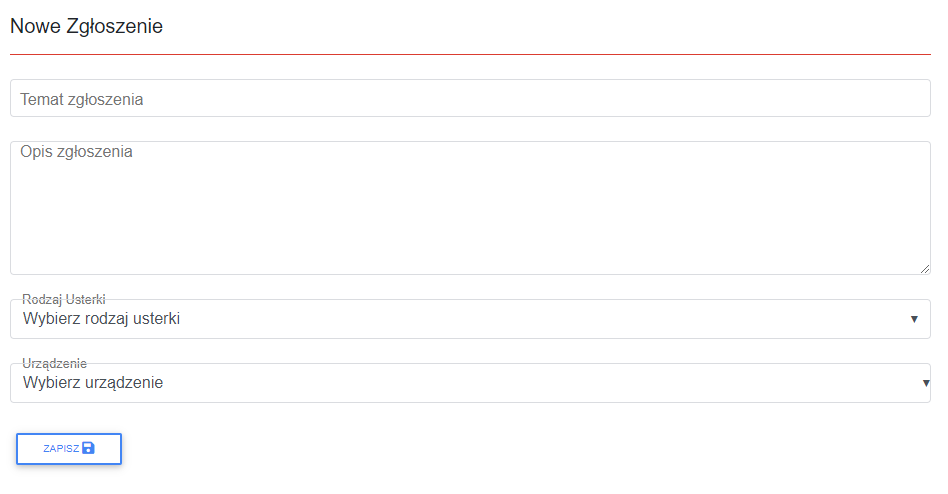 Nowe Zgłoszenie
Temat zgłoszenia
Opis zgłoszenia
Rodzaj Usterki
Wybierz rodzaj usterki
Urządzenie
Wybierz urządzenie
ZAPISZ